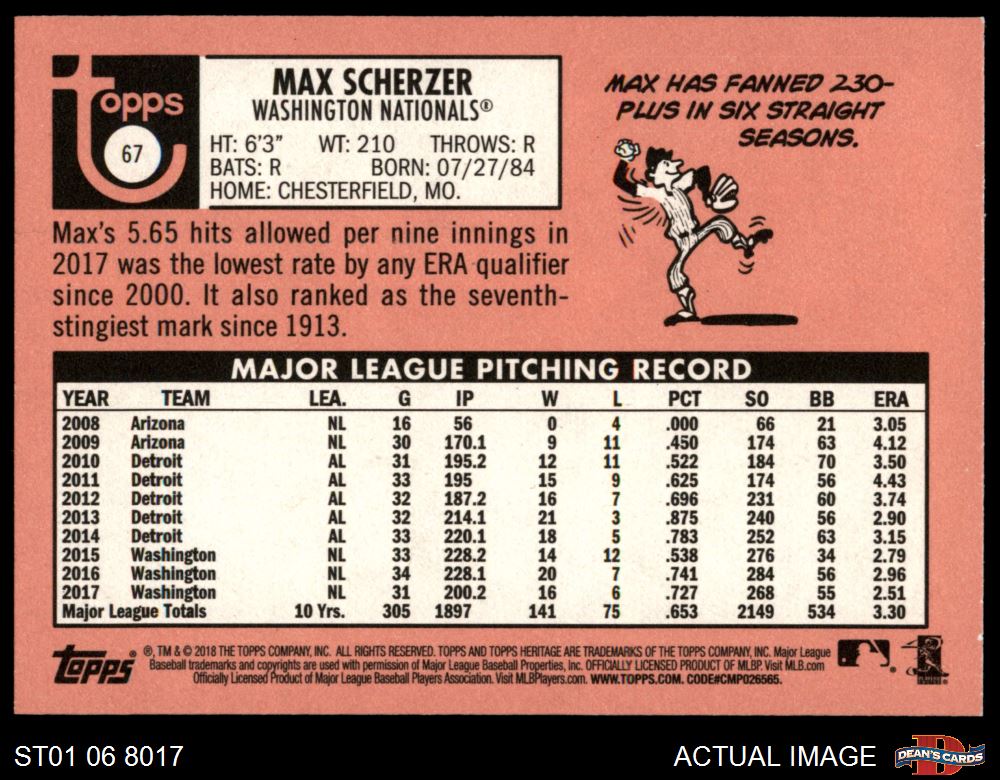 Topps
67
MAX SCHERZER
WASHINGTON NATIONALS®
HT: 6'3" WT: 210 THROWS: R
BATS: R BORN: 07/27/84
HOME: CHESTERFIELD, MO.
MAX HAS FANNED 230-
PLUS IN SIX STRAIGHT
SEASONS.
Max's 5.65 hits allowed per nine innings in
2017 was the lowest rate by any ERA qualifier
since 2000. It also ranked as the seventh-
stingiest mark since 1913.
MAJOR LEAGUE PITCHING RECORD
YEAR TEAM LEA. G IP W L PCT SO BB ERA
2008 Arizona NL 16 56 0 4 .000 66 21 3.05
2009 Arizona NL 30 170.1 9 11 .450 174 63 4.12
2010 Detroit AL 31 195.2 12 11 .522 184 70 3.50
2011 Detroit AL 33 195 15 9 .625 174 56 4.43
2012 Detroit AL 32 187.2 16 7 .696 231 60 3.74
2013 Detroit AL 32 214.1 21 3 .875 240 56 2.90
2014 Detroit AL 33 220.1 18 5 .783 252 63 3.15
2015 Washington NL 33 228.2 14 12 .538 276 34 2.79
2016 Washington NL 34 228.1 20 7 .741 284 56 2.96
2017 Washington NL 31 200.2 16 6 .727 268 55 2.51
Major League Totals 10 Yrs. 305 1897 141 75 .653 2149 534 3.30
Topps ®, TM & © 2018 THE TOPPS COMPANY, INC. ALL RIGHTS RESERVED. TOPPS AND TOPPS HERITAGE ARE TRADEMARKS OF THE TOPPS COMPANY, INC. Major League
Baseball trademarks and copyrights are used with permission of Major League Baseball Properties, Inc. OFFICIALLY LICENSED PRODUCT OF MLBP. Visit MLB.com
Officially Licensed Product of Major League Baseball Players Association. Visit MLBPlayers.com. WWW.TOPPS.COM. CODE#CMP026565.
ST01 06 8017
ACTUAL IMAGE
DEAN'S CARDS